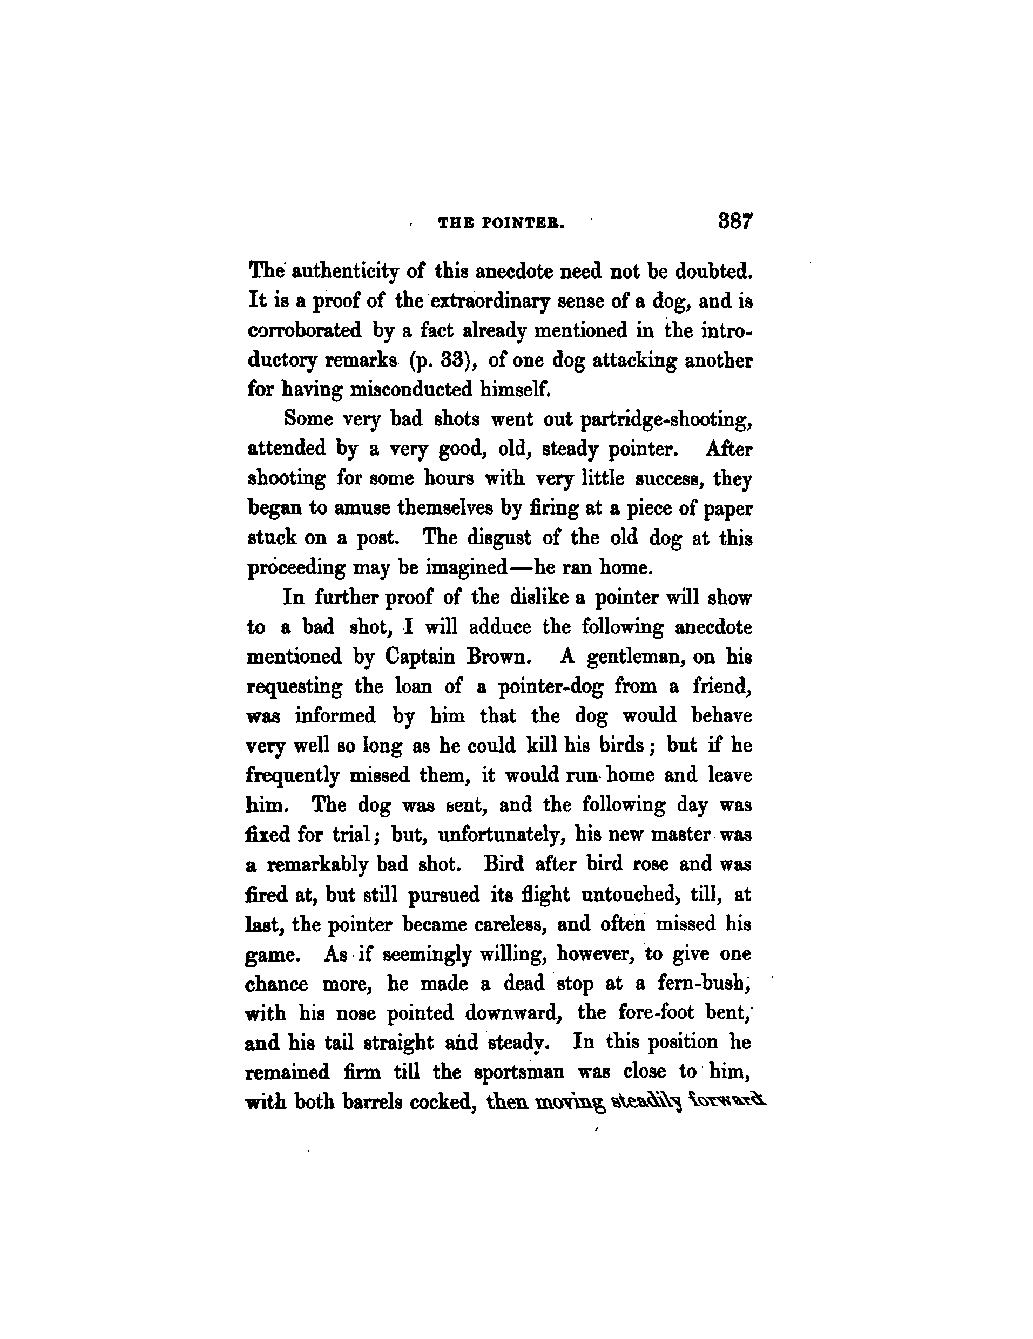 THE POINTER. 387
The authenticity of this anecdote need not be doubted.
It is a proof of the extraordinary sense of a dog, and is
corroborated by a fact already mentioned in the intro-
ductory remarks (p. 33), of one dog attacking another
for having misconducted himself.
Some very bad shots went out partridge-shooting,
attended by a very good, old, steady pointer. After
shooting for some hours with very little success, they
began to amuse themselves by firing at a piece of paper
stuck on a post. The disgust of the old dog at this
proceeding may be imagined—he ran home.
In further proof of the dislike a pointer will show
to a bad shot, I will adduce the following anecdote
mentioned by Captain Brown. A gentleman, on his
requesting the loan of a pointer-dog from a friend,
was informed by him that the dog would behave
very well so long as he could kill his birds; but if he
frequently missed them, it would run home and leave
him. The dog was sent, and the following day was
fixed for trial; but, unfortunately, his new master was
a remarkably bad shot. Bird after bird rose and was
fired at, but still pursued its flight untouched, till, at
last, the pointer became careless, and often missed his
game. As if seemingly willing, however, to give one
chance more, he made a dead stop at a fern-bush,
with his nose pointed downward, the fore-foot bent,
and his tail straight and steady. In this position he
remained firm till the sportsman was close to him,
with both barrels cocked, then moving steadily forward